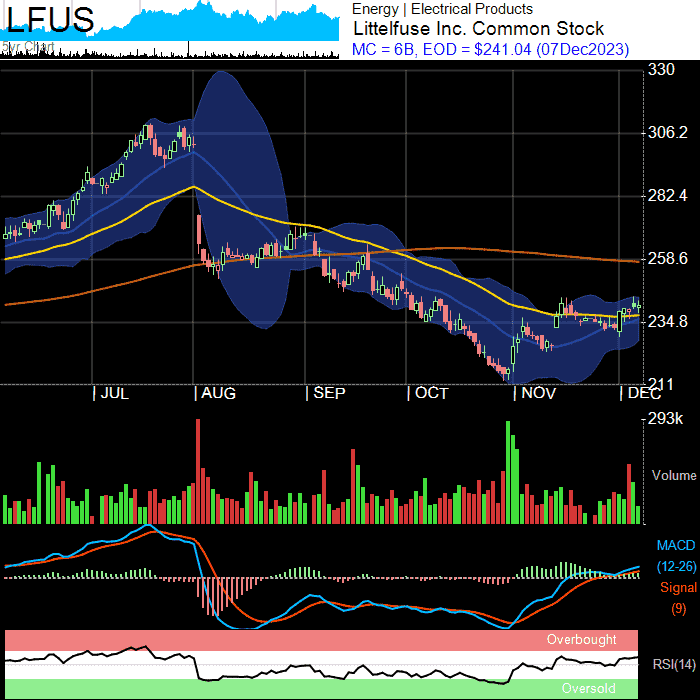 LFUS
5yr Chart
Energy | Electrical Products
Littelfuse Inc. Common Stock
MC = 6B, EOD = $241.04 (07Dec2023)
330
306.2
282.4
258.6
234.8
211
| JUL | AUG | SEP | OCT | NOV | DEC
293k
Volume
MACD
(12-26)
Signal
(9)
Overbought
RSI(14)
Oversold